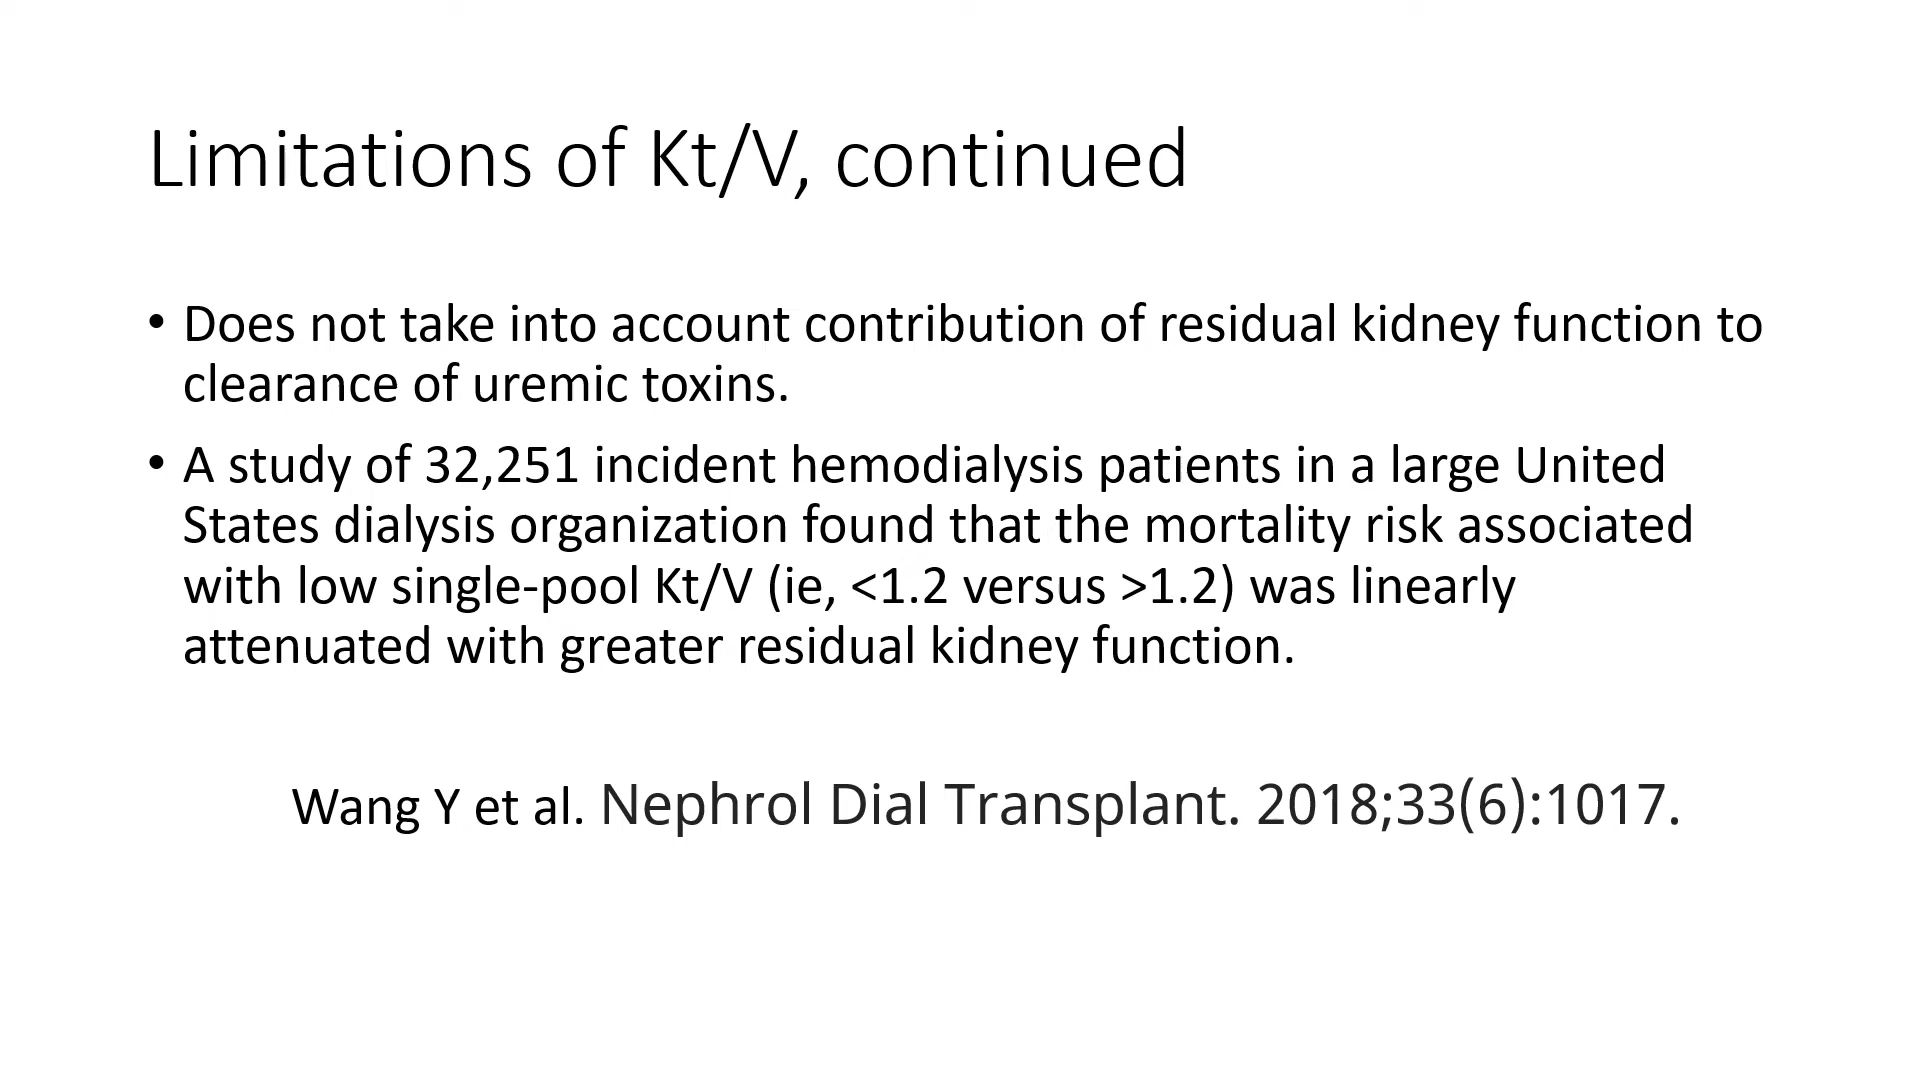 Limitations of Kt/V, continued
• Does not take into account contribution of residual kidney function to
clearance of uremic toxins.
• A study of 32,251 incident hemodialysis patients in a large United
States dialysis organization found that the mortality risk associated
with low single-pool Kt/V (ie, <1.2 versus >1.2) was linearly
attenuated with greater residual kidney function.
Wang Y et al. Nephrol Dial Transplant. 2018;33(6):1017.